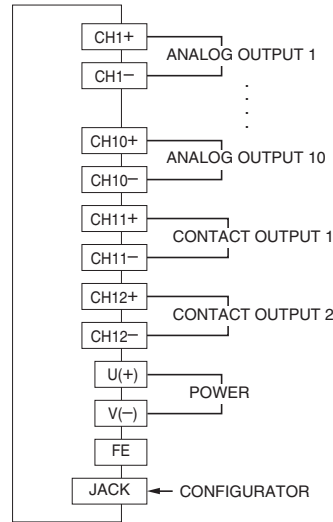 CH1+
ANALOG OUTPUT 1
CH1−
CH10+
ANALOG OUTPUT 10
CH10−
CH11+
CONTACT OUTPUT 1
CH11−
CH12+
CONTACT OUTPUT 2
CH12−
U(+)
POWER
V(−)
FE
JACK
CONFIGURATOR